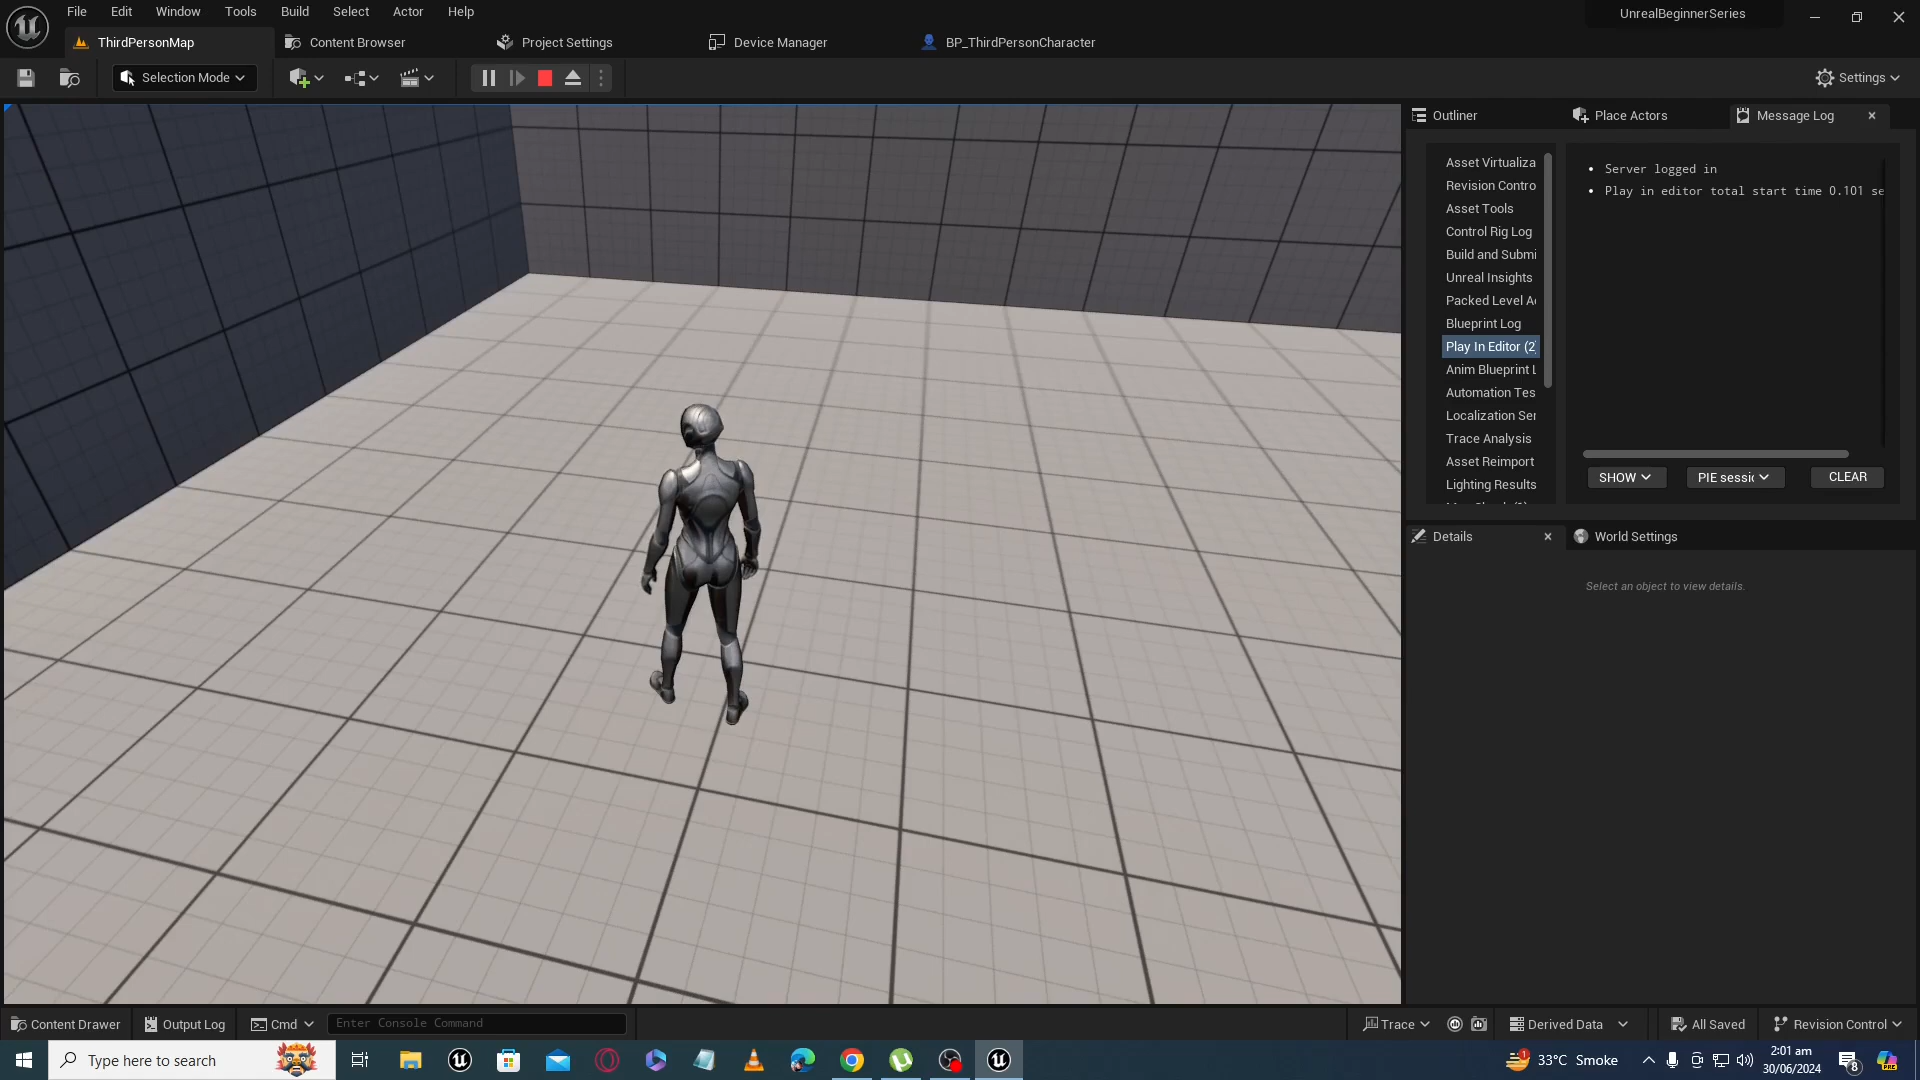 File Edit Window Tools Build Select Actor Help
UnrealBeginnerSeries
ThirdPersonMap
Content Browser
Project Settings
Device Manager
BP_ThirdPersonCharacter
Selection Mode
Settings
Outliner
Place Actors
Message Log
Asset Virtualiza
Revision Contro
Asset Tools
Control Rig Log
Build and Submi
Unreal Insights
Packed Level A
Blueprint Log
Play In Editor (2
Anim Blueprint L
Automation Tes
Localization Ser
Trace Analysis
Asset Reimport
Lighting Results
Server logged in
Play in editor total start time 0.101 se
SHOW
PIE sessic
CLEAR
Details
World Settings
Select an object to view details.
Content Drawer
Output Log
Cmd
Enter Console Command
Trace
Derived Data
All Saved
Revision Control
Type here to search
33°C Smoke
2:01 am
30/06/2024
8